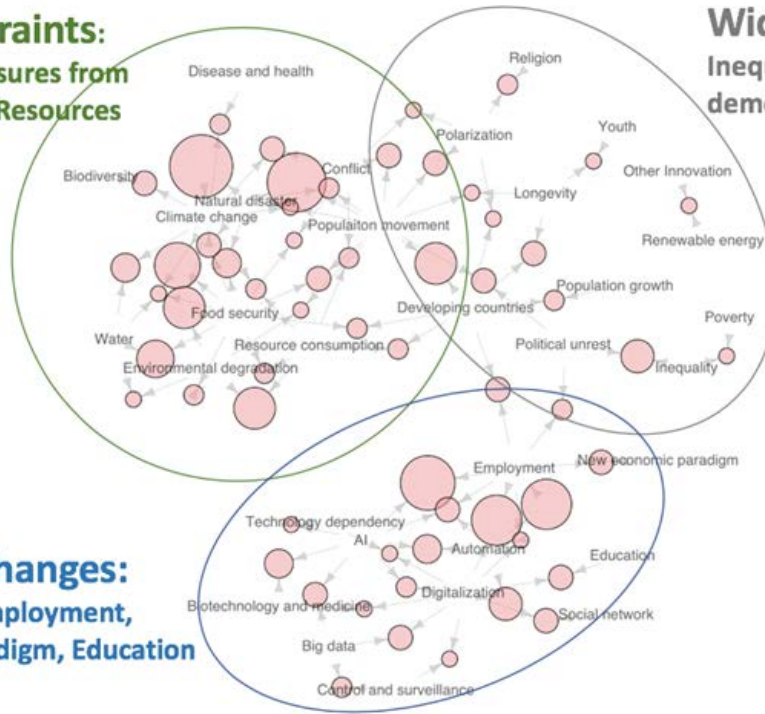 raints:
sures from
Resources
Wid
Inequ
demo
Disease and health
Religion
Polarization
Youth
Biodiversity
Conflict
Other Innovation
Natural disaster
Longevity
Climate change
Populaiton movement
Renewable energy
Population growth
Food security
Developing countries
Poverty
Water
Resource consumption
Political unrest
Environmental degradation
Inequality
Employment
New economic paradigm
Technology dependency
AI
Automation
Education
hanges:
nployment,
digm, Education
Biotechnology and medicine
Digitalization
Social network
Big data
Control and surveillance